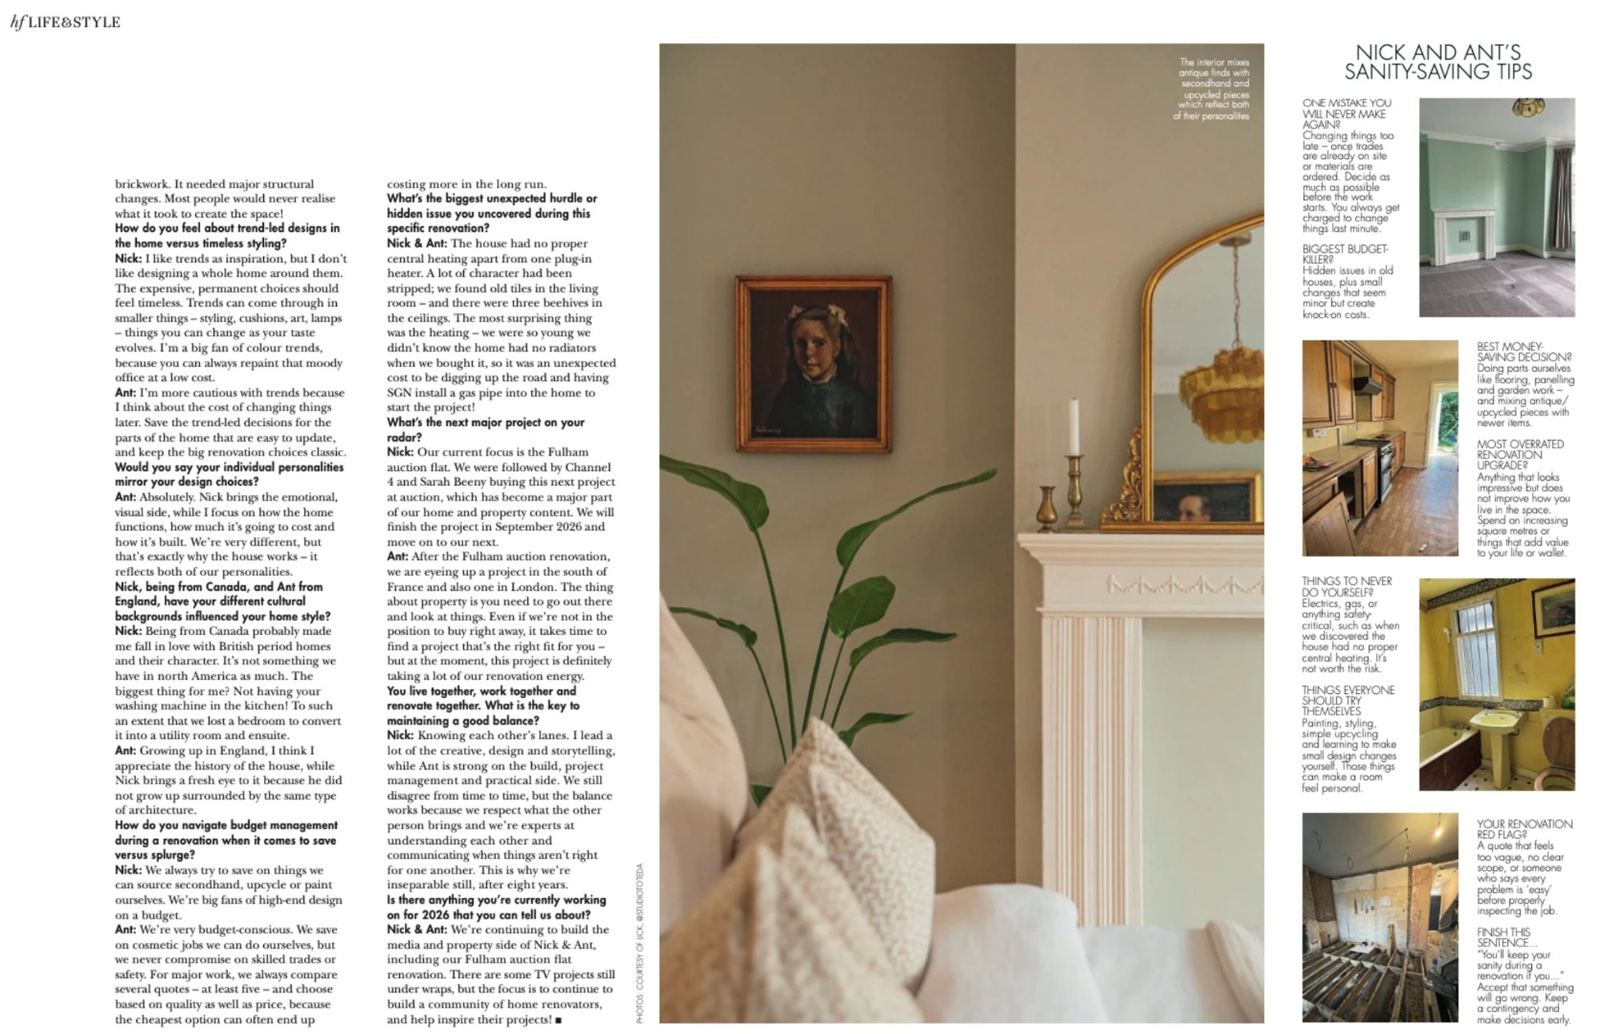 hf LIFE&STYLE
brickwork. It needed major structural
changes. Most people would never realise
what it took to create the space!
How do you feel about trend-led designs in
the home versus timeless styling?
Nick: I like trends as inspiration, but I don't
like designing a whole home around them.
The expensive, permanent choices should
feel timeless. Trends can come through in
smaller things – styling, cushions, art, lamps
– things you can change as your taste
evolves. I'm a big fan of colour trends,
because you can always repaint that moody
office at a low cost.
Ant: I'm more cautious with trends because
I think about the cost of changing things
later. Save the trend-led decisions for the
parts of the home that are easy to update,
and keep the big renovation choices classic.
Would you say your individual personalities
mirror your design choices?
Ant: Absolutely. Nick brings the emotional,
visual side, while I focus on how the home
functions, how much it's going to cost and
how it's built. We're very different, but
that's exactly why the house works – it
reflects both of our personalities.
Nick, being from Canada, and Ant from
England, have your different cultural
backgrounds influenced your home style?
Nick: Being from Canada probably made
me fall in love with British period homes
and their character. It's not something we
have in north America as much. The
biggest thing for me? Not having your
washing machine in the kitchen! To such
an extent that we lost a bedroom to convert
it into a utility room and ensuite.
Ant: Growing up in England, I think I
appreciate the history of the house, while
Nick brings a fresh eye to it because he did
not grow up surrounded by the same type
of architecture.
How do you navigate budget management
during a renovation when it comes to save
versus splurge?
Nick: We always try to save on things we
can source secondhand, upcycle or paint
ourselves. We're big fans of high-end design
on a budget.
Ant: We're very budget-conscious. We save
on cosmetic jobs we can do ourselves, but
we never compromise on skilled trades or
safety. For major work, we always compare
several quotes – at least five – and choose
based on quality as well as price, because
the cheapest option can often end up
costing more in the long run.
What's the biggest unexpected hurdle or
hidden issue you uncovered during this
specific renovation?
Nick & Ant: The house had no proper
central heating apart from one plug-in
heater. A lot of character had been
stripped; we found old tiles in the living
room – and there were three beehives in
the ceilings. The most surprising thing
was the heating – we were so young we
didn't know the home had no radiators
when we bought it, so it was an unexpected
cost to be digging up the road and having
SGN install a gas pipe into the home to
start the project!
What's the next major project on your
radar?
Nick: Our current focus is the Fulham
auction flat. We were followed by Channel
4 and Sarah Beeny buying this next project
at auction, which has become a major part
of our home and property content. We will
finish the project in September 2026 and
move on to our next.
Ant: After the Fulham auction renovation,
we are eyeing up a project in the south of
France and also one in London. The thing
about property is you need to go out there
and look at things. Even if we're not in the
position to buy right away, it takes time to
find a project that's the right fit for you –
but at the moment, this project is definitely
taking a lot of our renovation energy.
You live together, work together and
renovate together. What is the key to
maintaining a good balance?
Nick: Knowing each other's lanes. I lead a
lot of the creative, design and storytelling,
while Ant is strong on the build, project
management and practical side. We still
disagree from time to time, but the balance
works because we respect what the other
person brings and we're experts at
understanding each other and
communicating when things aren't right
for one another. This is why we're
inseparable still, after eight years.
Is there anything you're currently working
on for 2026 that you can tell us about?
Nick & Ant: We're continuing to build the
media and property side of Nick & Ant,
including our Fulham auction flat
renovation. There are some TV projects still
under wraps, but the focus is to continue to
build a community of home renovators,
and help inspire their projects! ■
PHOTOS: COURTESY OF LICK, @STUDIOTOTEDA
The interior mixes
antique finds with
secondhand and
upcycled pieces
which reflect both
of their personalities
NICK AND ANT'S
SANITY-SAVING TIPS
ONE MISTAKE YOU
WILL NEVER MAKE
AGAIN?
Changing things too
late – once trades
are already on site
or materials are
ordered. Decide as
much as possible
before the work
starts. You always get
charged to change
things last minute.
BIGGEST BUDGET-
KILLER?
Hidden issues in old
houses, plus small
changes that seem
minor but create
knock-on costs.
BEST MONEY-
SAVING DECISION?
Doing parts ourselves
like flooring, panelling
and garden work –
and mixing antique/
upcycled pieces with
newer items.
MOST OVERRATED
RENOVATION
UPGRADE?
Anything that looks
impressive but does
not improve how you
live in the space.
Spend on increasing
square metres or
things that add value
to your life or wallet.
THINGS TO NEVER
DO YOURSELF?
Electrics, gas, or
anything safety-
critical, such as when
we discovered the
house had no proper
central heating. It's
not worth the risk.
THINGS EVERYONE
SHOULD TRY
THEMSELVES
Painting, styling,
simple upcycling
and learning to make
small design changes
yourself. Those things
can make a room
feel personal.
YOUR RENOVATION
RED FLAG?
A quote that feels
too vague, no clear
scope, or someone
who says every
problem is 'easy'
before properly
inspecting the job.
FINISH THIS
SENTENCE...
"You'll keep your
sanity during a
renovation if you..."
Accept that something
will go wrong. Keep
a contingency and
make decisions early.